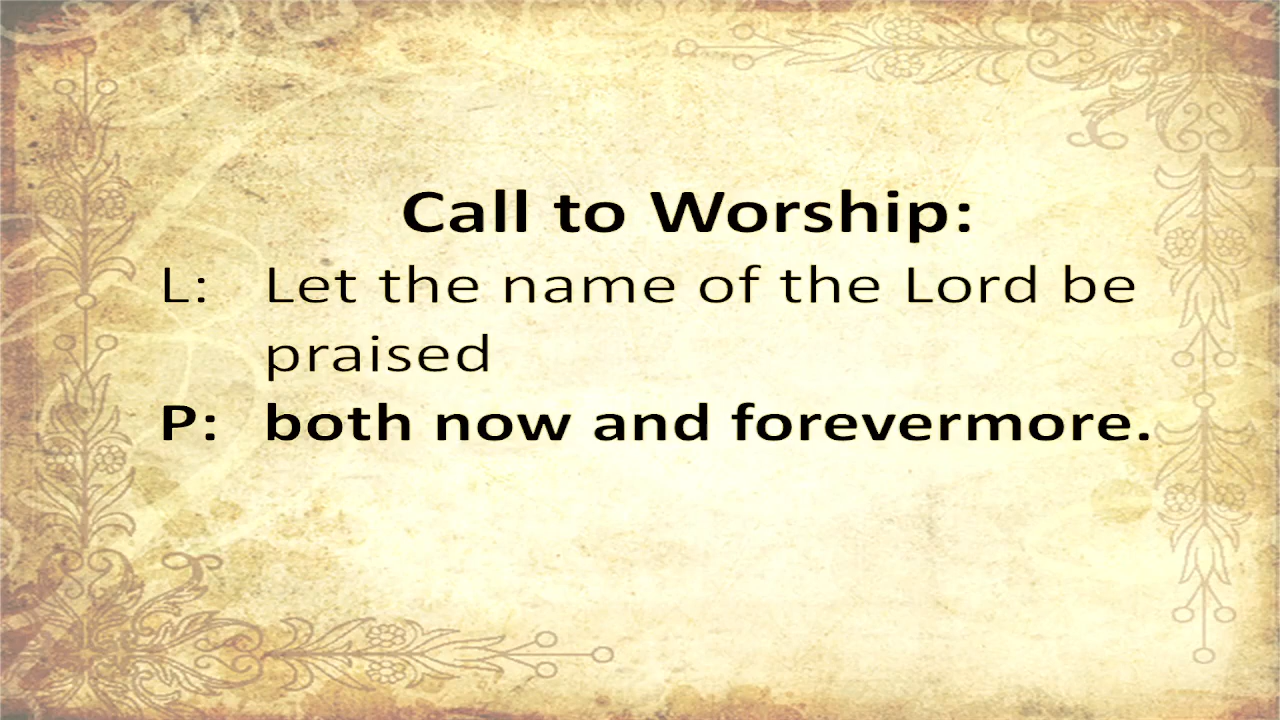 Call to Worship:
L: Let the name of the Lord be
praised
P: both now and forevermore.